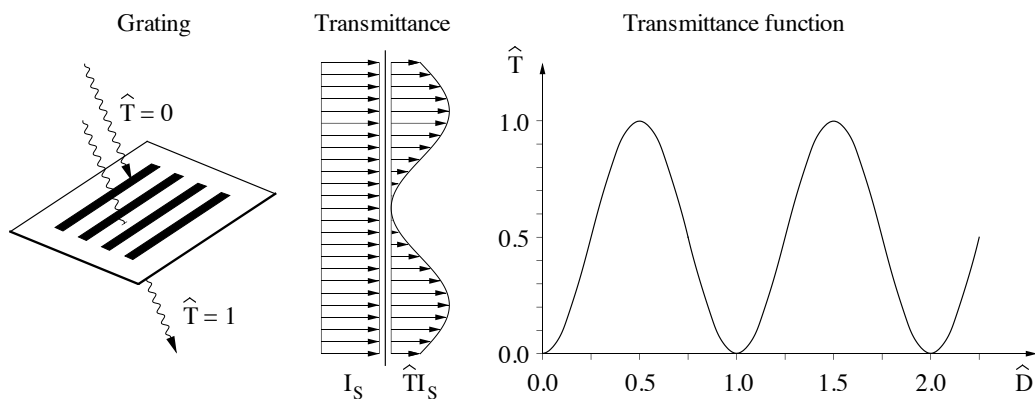 Grating
T̂ = 0
T̂ = 1
Transmittance
I_S
T̂I_S
Transmittance function
T̂
1.0
0.5
0.0
0.0
0.5
1.0
1.5
2.0
D̂